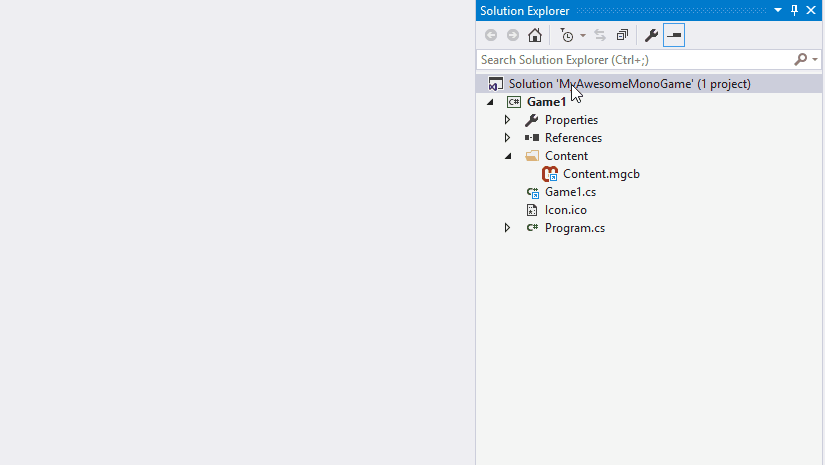 Solution Explorer
Search Solution Explorer (Ctrl+;)
Solution 'MyAwesomeMonoGame' (1 project)
C# Game1
Properties
References
Content
Content.mgcb
C# Game1.cs
Icon.ico
C# Program.cs